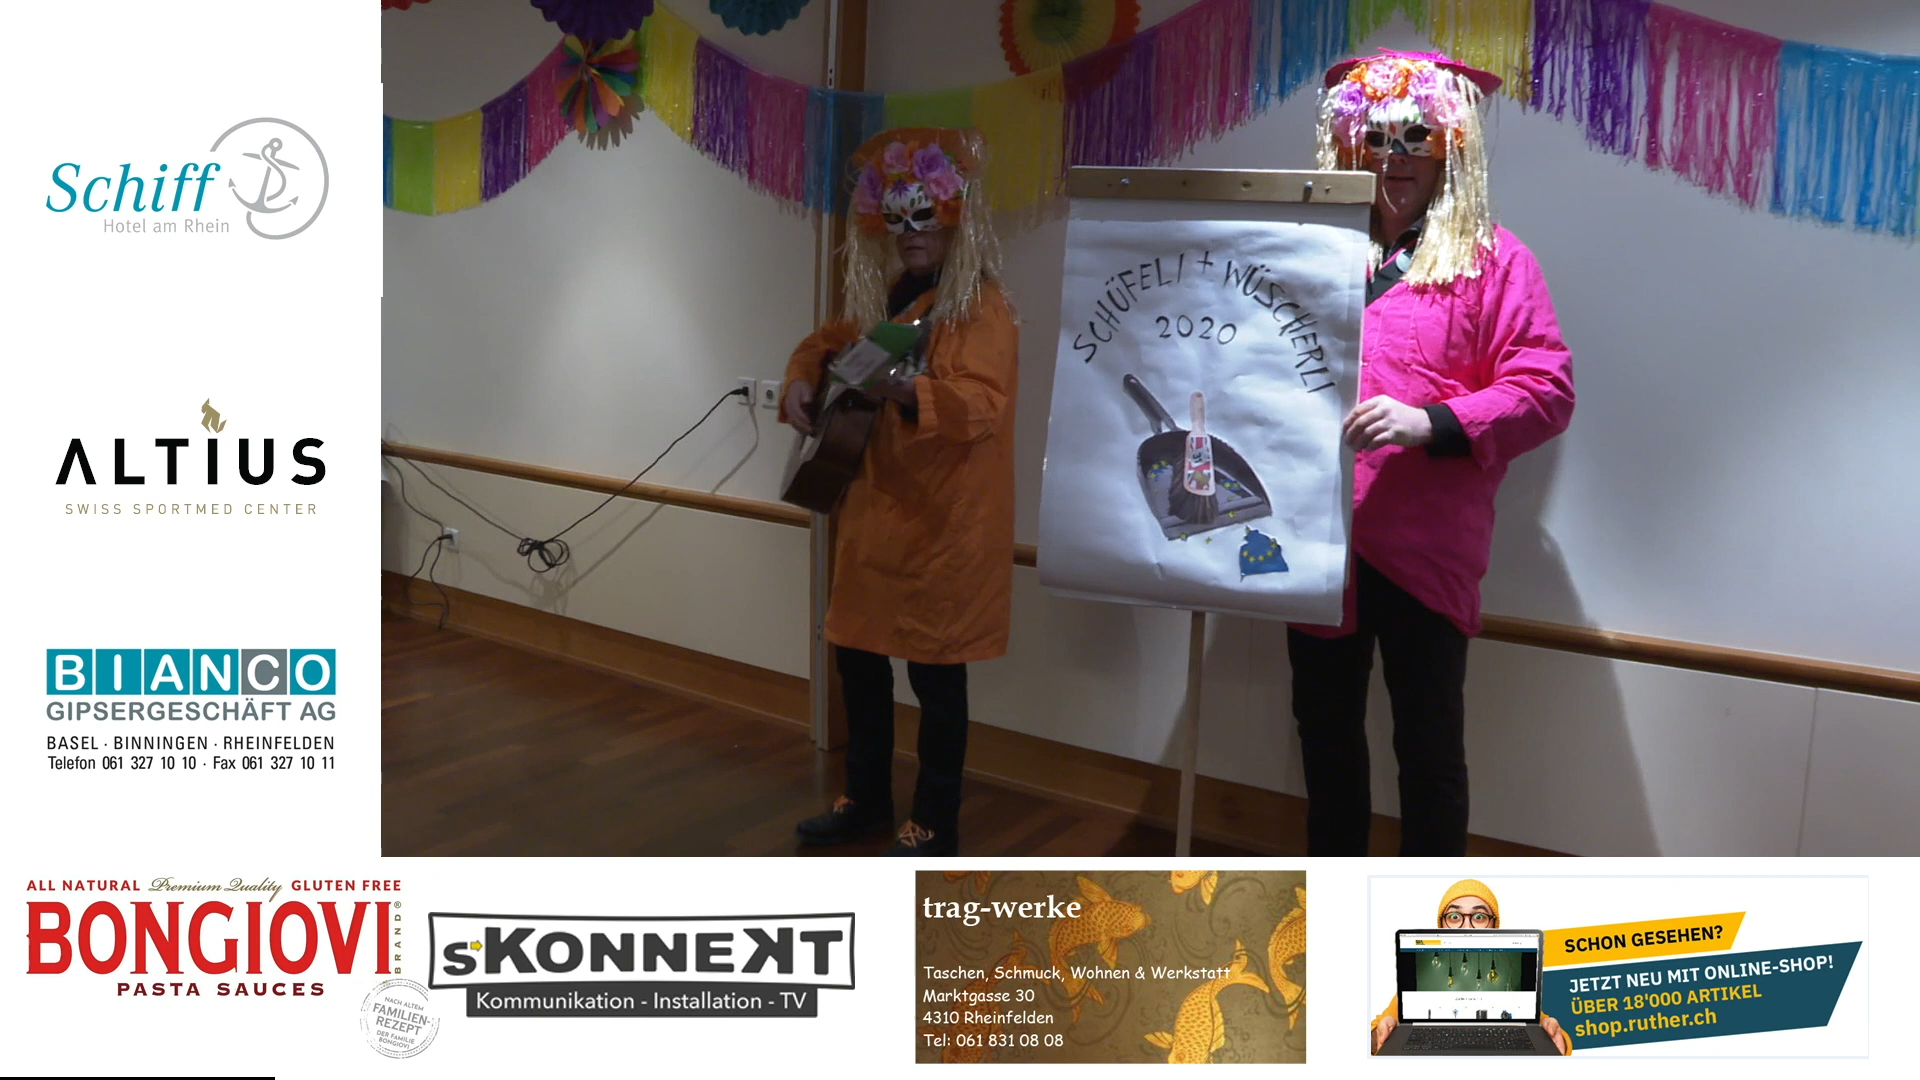 Schiff
Hotel am Rhein
ALTIUS
SWISS SPORTMED CENTER
BIANCO
GIPSERGESCHÄFT AG
BASEL · BINNINGEN · RHEINFELDEN
Telefon 061 327 10 10 · Fax 061 327 10 11
SCHÜFELI + WÜSCHERLI
2020
ALL NATURAL Premium Quality GLUTEN FREE
BONGIOVI BRAND®
PASTA SAUCES
NACH ALTEM
FAMILIEN-
REZEPT
DER FAMILIE
BONGIOVI
sKONNEKT
Kommunikation - Installation - TV
trag-werke
Taschen, Schmuck, Wohnen & Werkstatt
Marktgasse 30
4310 Rheinfelden
Tel: 061 831 08 08
SCHON GESEHEN?
JETZT NEU MIT ONLINE-SHOP!
ÜBER 18'000 ARTIKEL
shop.ruther.ch